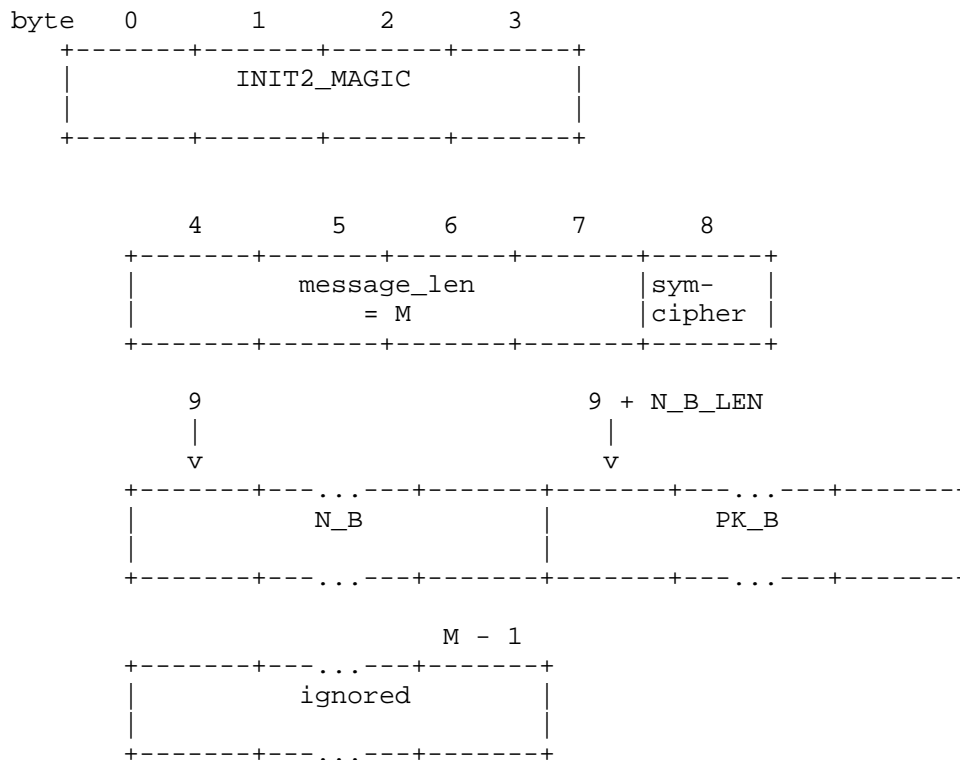 byte 0 1 2 3
INIT2_MAGIC
4 5 6 7 8
message_len sym-
= M cipher
9 9 + N_B_LEN
v v
... ...
N_B PK_B
... ...
M - 1
...
ignored
...